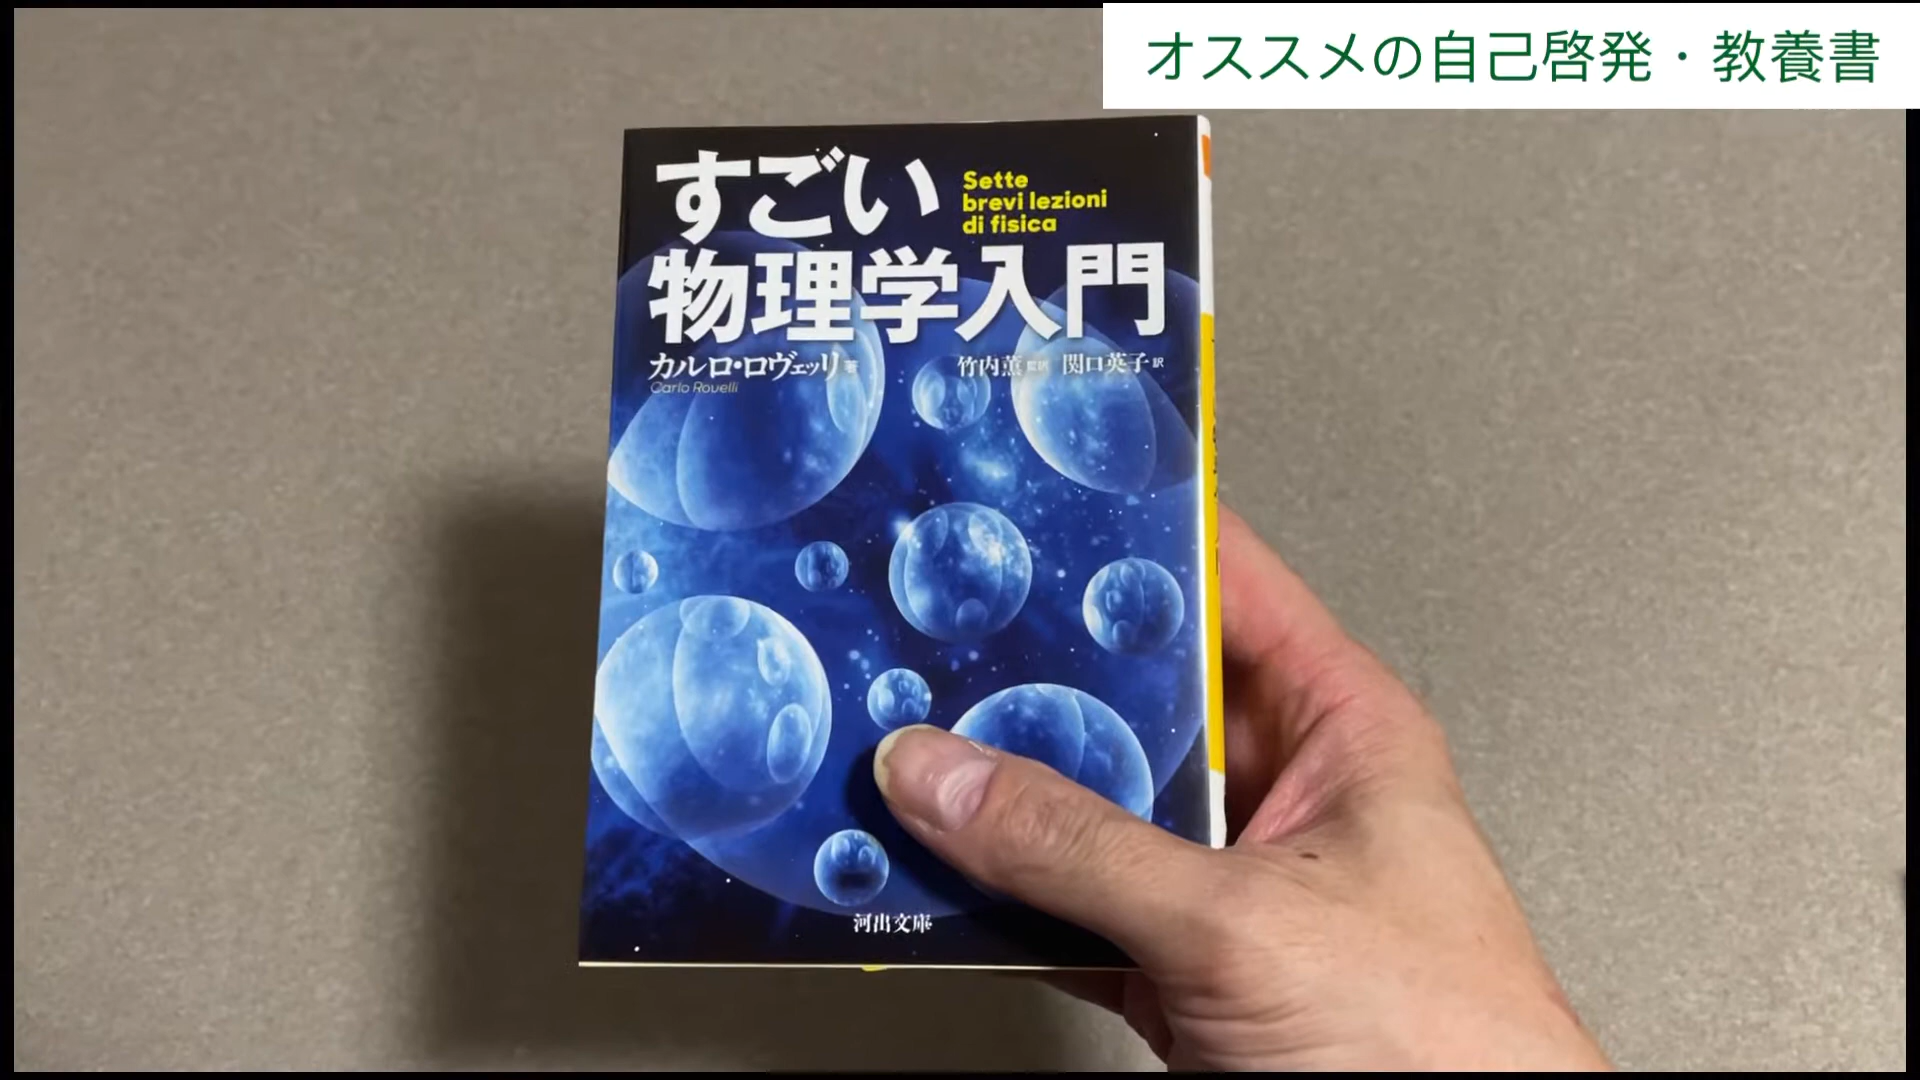 オススメの自己啓発・教養書
すごい
Sette
brevi lezioni
di fisica
物理学入門
カルロ・ロヴェッリ 著
Carlo Rovelli
竹内薫 監訳 関口英子 訳
河出文庫